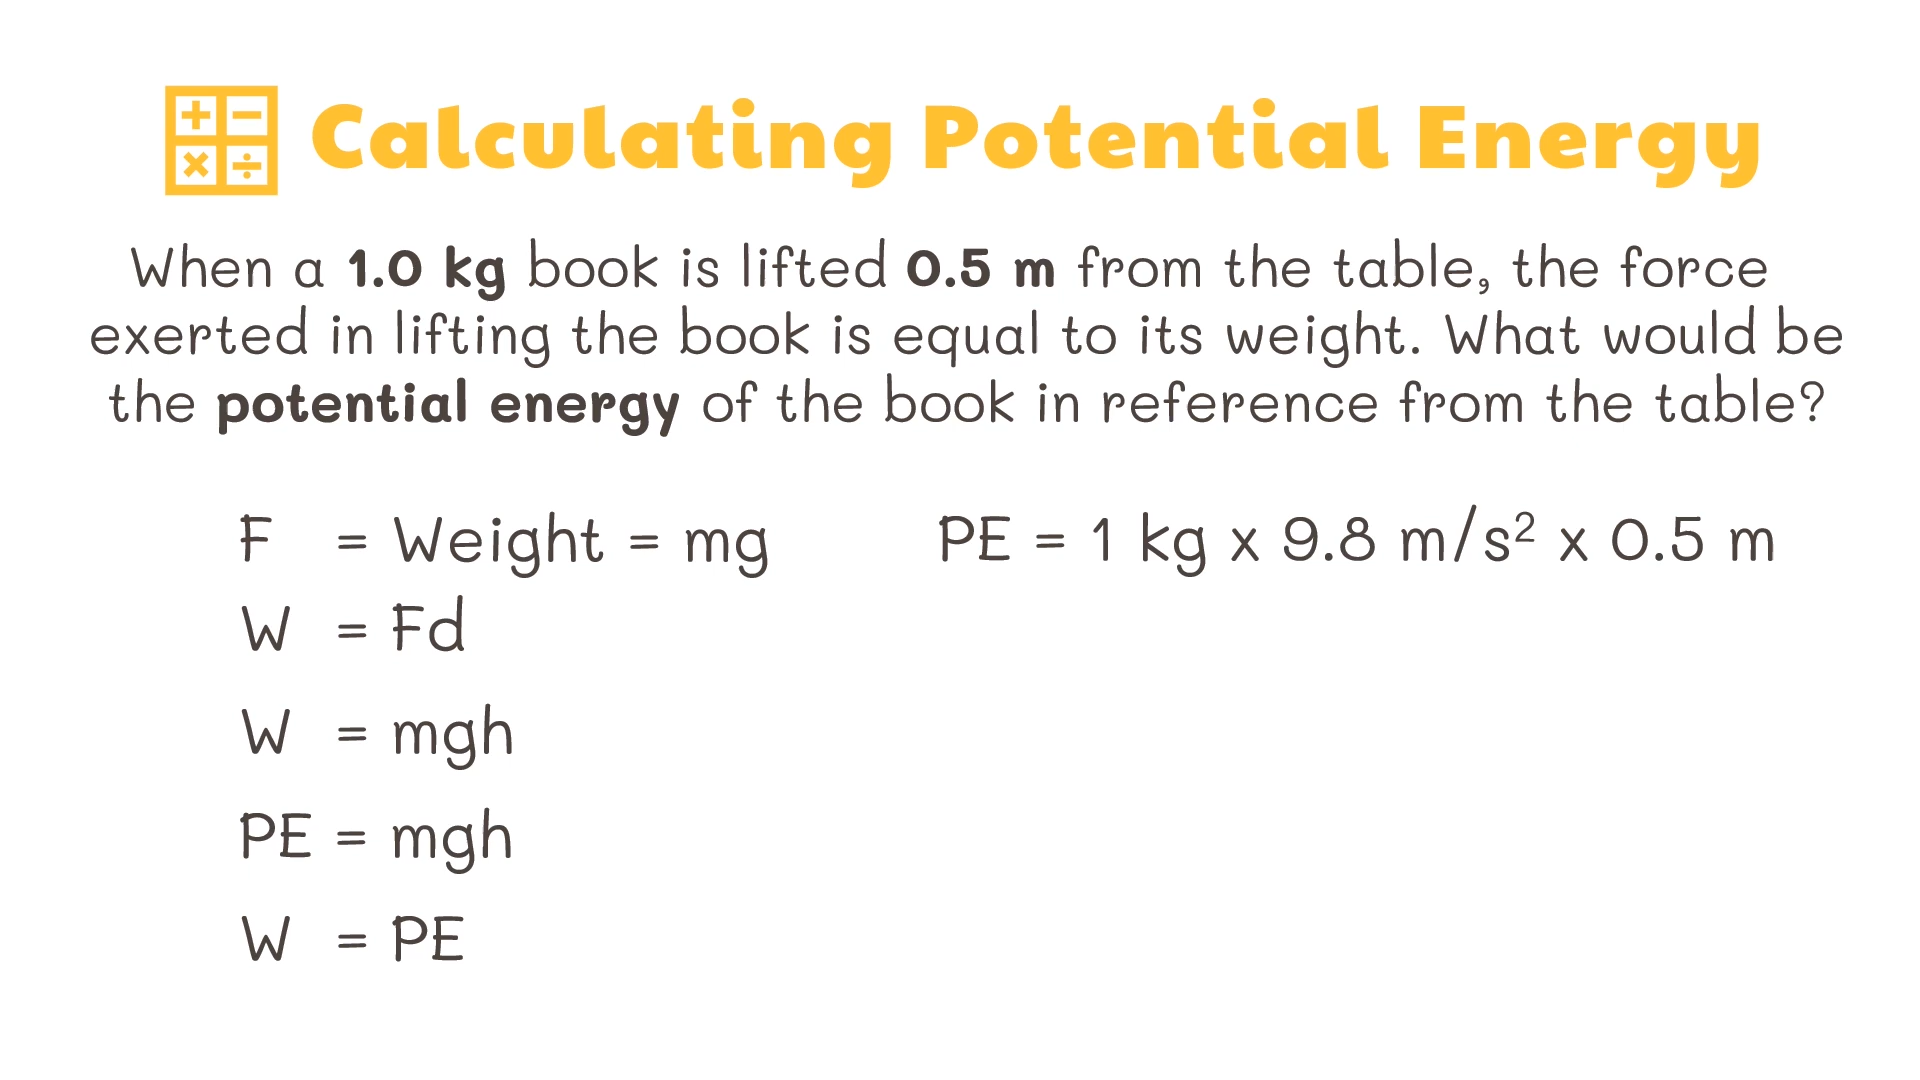 Calculating Potential Energy
When a 1.0 kg book is lifted 0.5 m from the table, the force
exerted in lifting the book is equal to its weight. What would be
the potential energy of the book in reference from the table?
F = Weight = mg
W = Fd
W = mgh
PE = mgh
W = PE
PE = 1 kg x 9.8 m/s² x 0.5 m